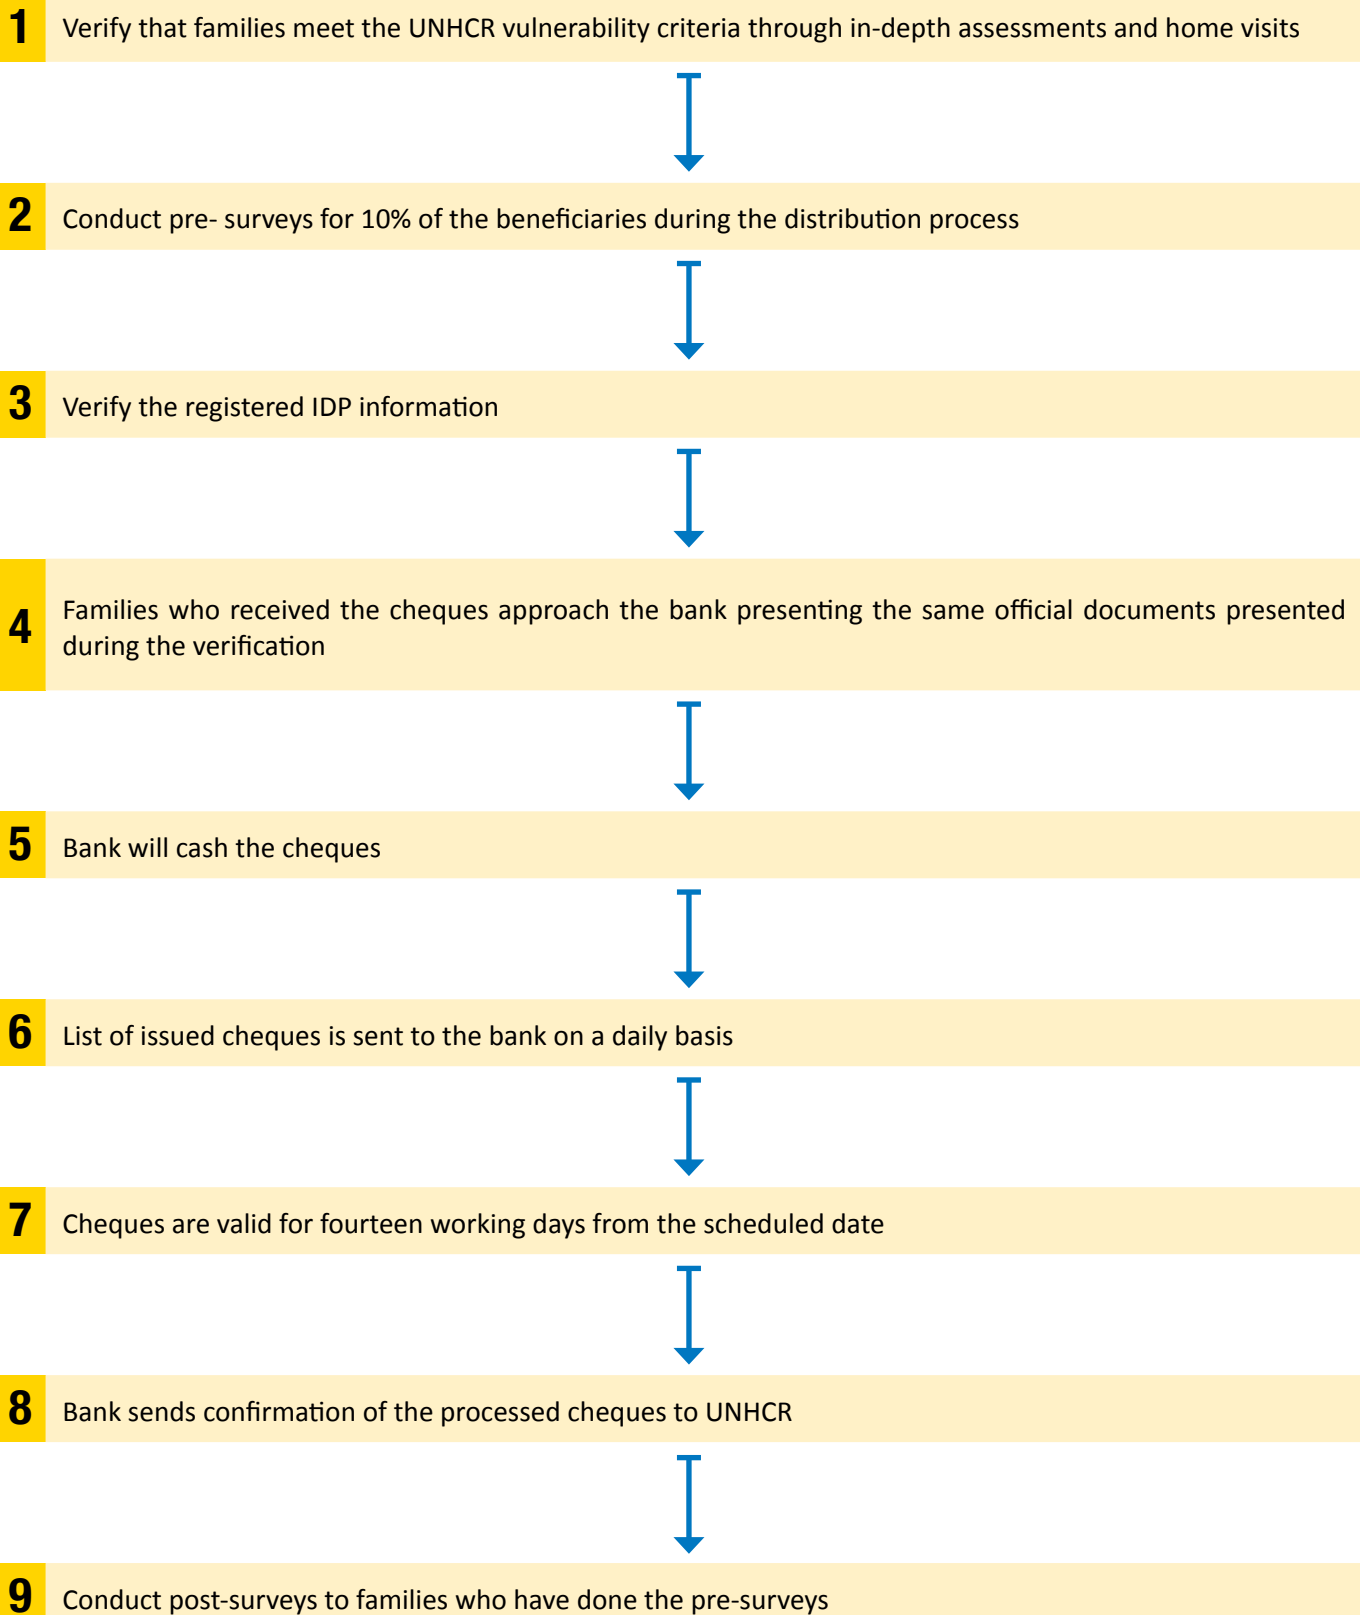 1 Verify that families meet the UNHCR vulnerability criteria through in-depth assessments and home visits
2 Conduct pre- surveys for 10% of the beneficiaries during the distribution process
3 Verify the registered IDP information
4 Families who received the cheques approach the bank presenting the same official documents presented
during the verification
5 Bank will cash the cheques
6 List of issued cheques is sent to the bank on a daily basis
7 Cheques are valid for fourteen working days from the scheduled date
8 Bank sends confirmation of the processed cheques to UNHCR
9 Conduct post-surveys to families who have done the pre-surveys